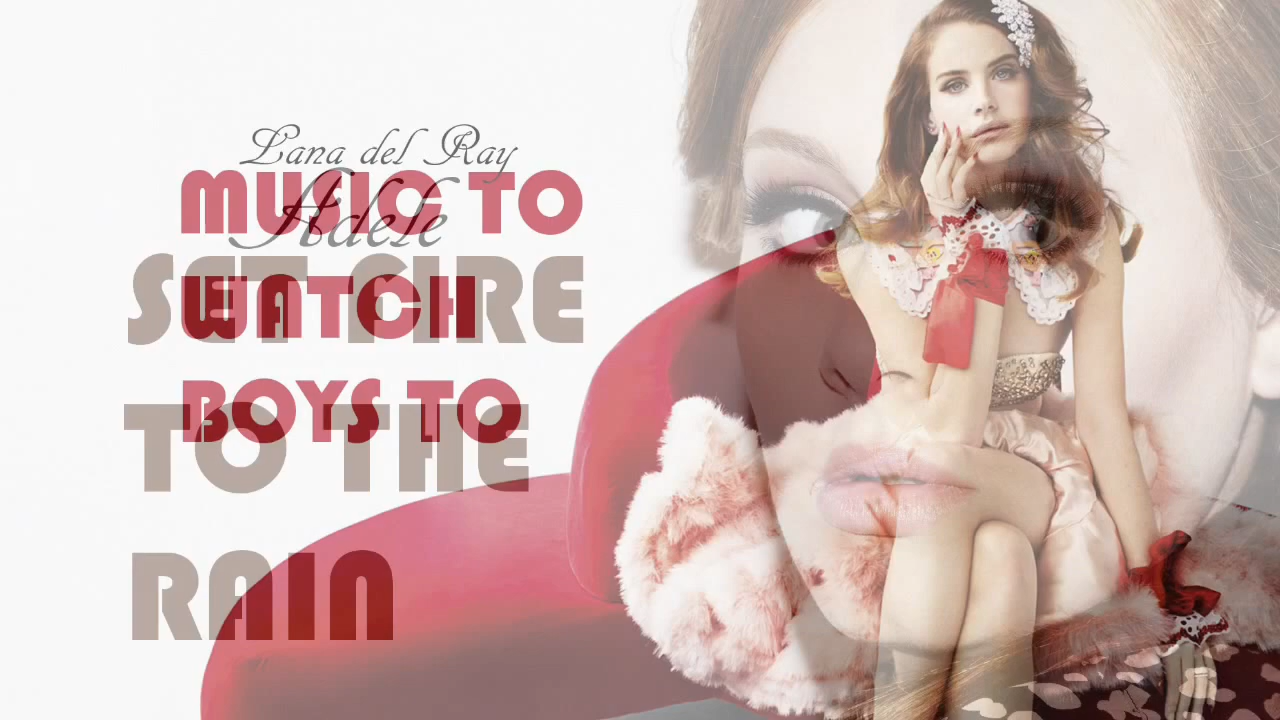 Lana del Ray
MUSIC TO
Adele
SET FIRE
WATCH
BOYS TO
TO THE
RAIN